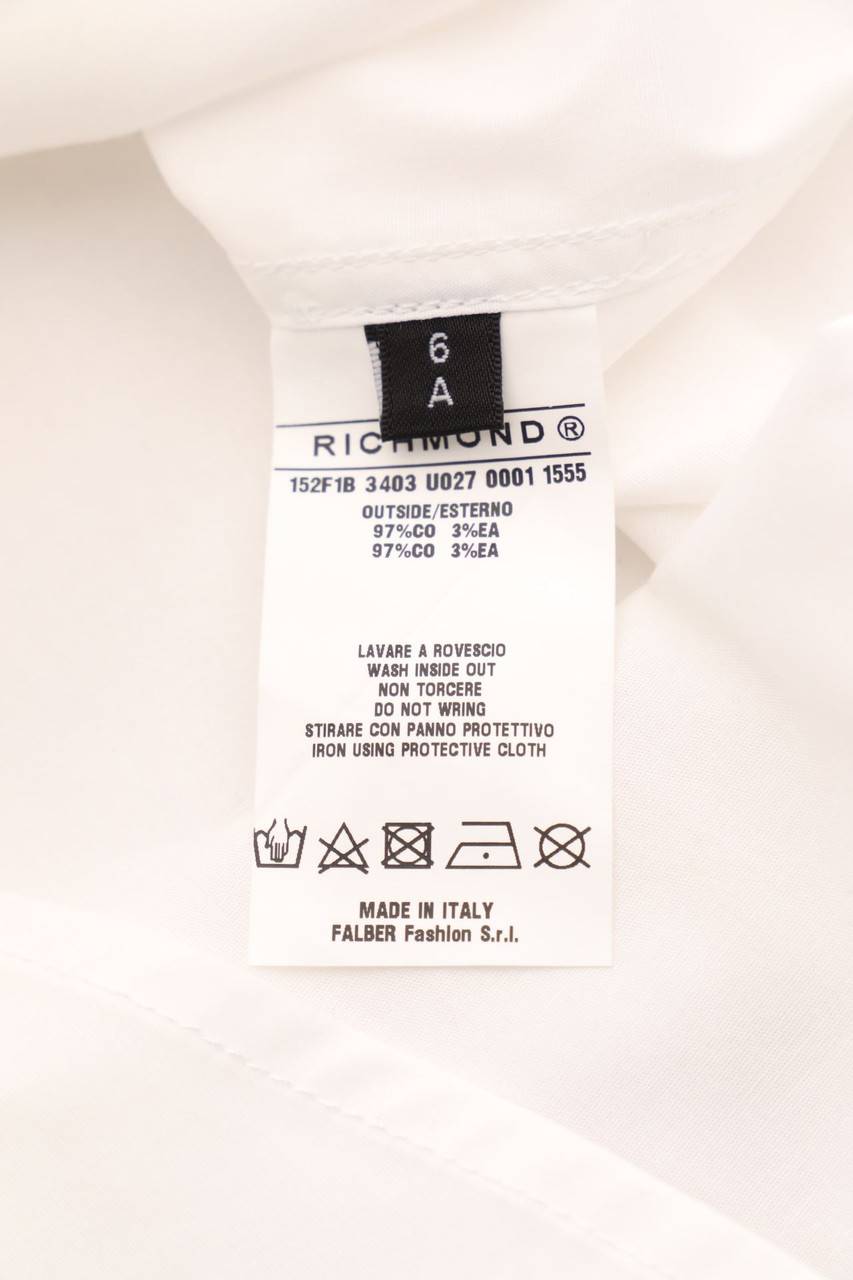 6
A
RICHMOND®
152F1B 3403 U027 0001 1555
OUTSIDE/ESTERNO
97%CO 3%EA
97%CO 3%EA
LAVARE A ROVESCIO
WASH INSIDE OUT
NON TORCERE
DO NOT WRING
STIRARE CON PANNO PROTETTIVO
IRON USING PROTECTIVE CLOTH
MADE IN ITALY
FALBER Fashion S.r.l.